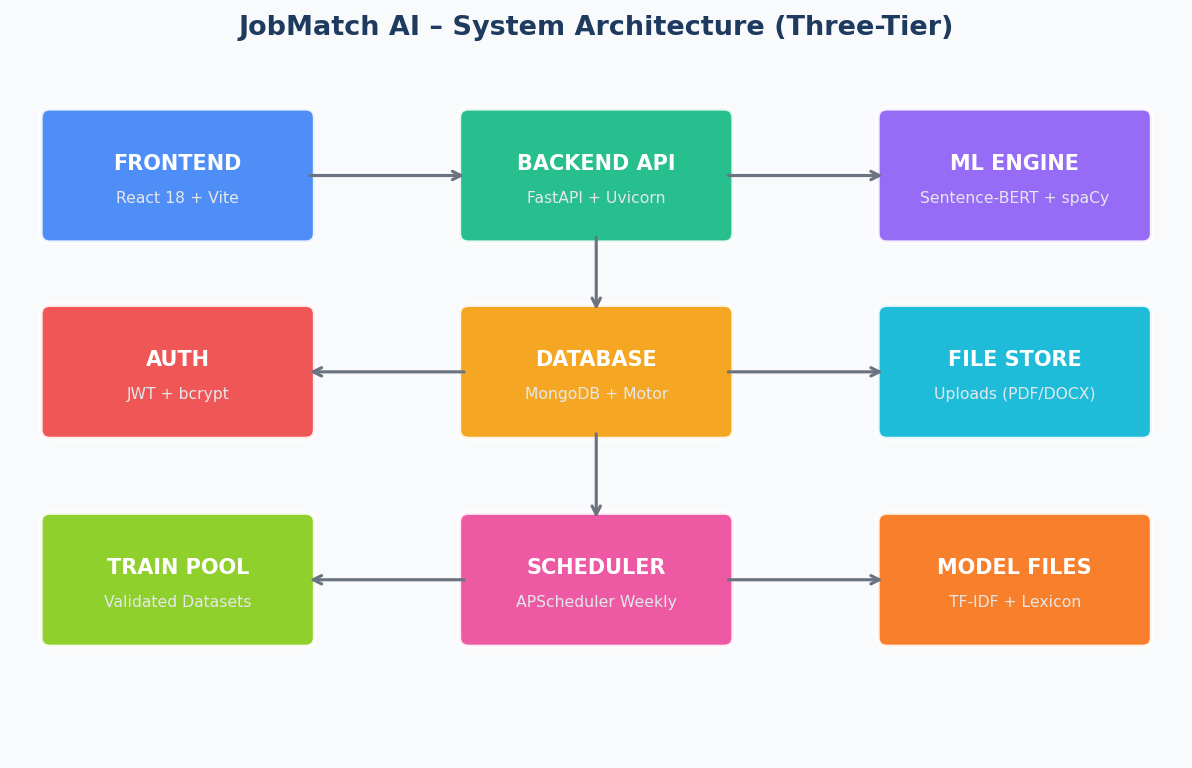 JobMatch AI – System Architecture (Three-Tier)
FRONTEND
React 18 + Vite
BACKEND API
FastAPI + Uvicorn
ML ENGINE
Sentence-BERT + spaCy
AUTH
JWT + bcrypt
DATABASE
MongoDB + Motor
FILE STORE
Uploads (PDF/DOCX)
TRAIN POOL
Validated Datasets
SCHEDULER
APScheduler Weekly
MODEL FILES
TF-IDF + Lexicon